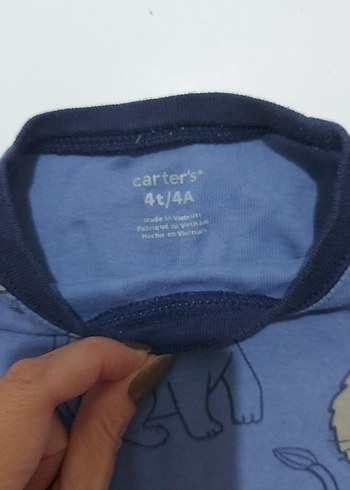 carter's®
4t/4A
Made in Vietnam
Fabriqué au Vietnam
Hecho en Vietnam